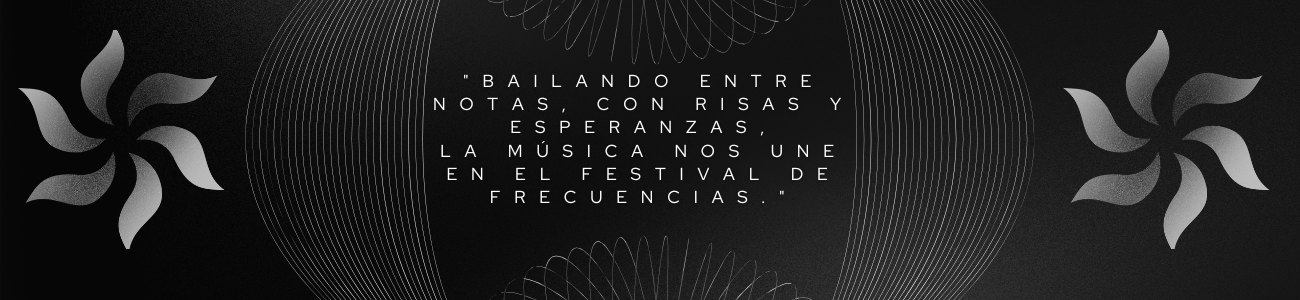 "BAILANDO ENTRE
NOTAS, CON RISAS Y
ESPERANZAS,
LA MÚSICA NOS UNE
EN EL FESTIVAL DE
FRECUENCIAS."